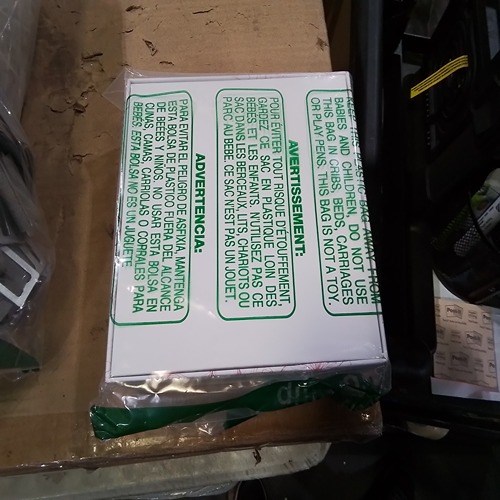 KEEP THIS PLASTIC BAG AWAY FROM
BABIES AND CHILDREN. DO NOT USE
THIS BAG IN CRIBS, BEDS, CARRIAGES
OR PLAY PENS. THIS BAG IS NOT A TOY.
AVERTISSEMENT:
POUR EVITER TOUT RISQUE D'ETOUFFEMENT,
GARDER CE SAC EN PLASTIQUE LOIN DES
BEBES ET LES ENFANTS. N'UTILISEZ PAS CE
SAC DANS LES BERCEAUX, LITS, CHARIOTS OU
PARC AU BEBE. CE SAC N'EST PAS UN JOUET.
ADVERTENCIA:
PARA EVITAR EL PELIGRO DE ASFIXIA, MANTENGA
ESTA BOLSA DE PLASTICO FUERA DEL ALCANCE
DE BEBES Y NIÑOS. NO USAR ESTA BOLSA EN
CUNAS, CAMAS, CARRIOLAS O CORRALES PARA
BEBES. ESTA BOLSA NO ES UN JUGUETE